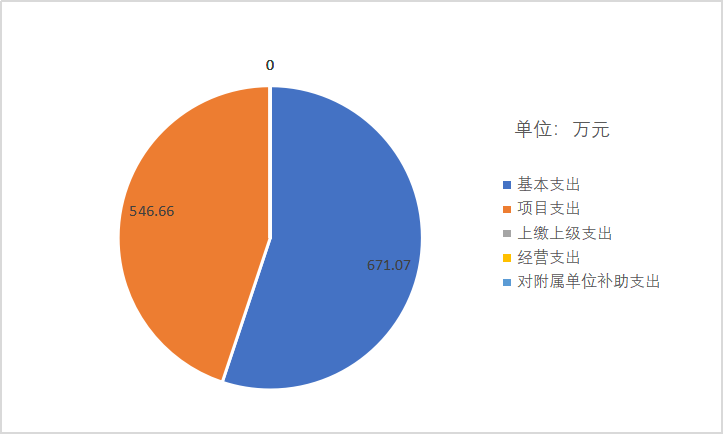 0
单位：万元
基本支出
546.66
项目支出
上缴上级支出
经营支出
671.07
对附属单位补助支出